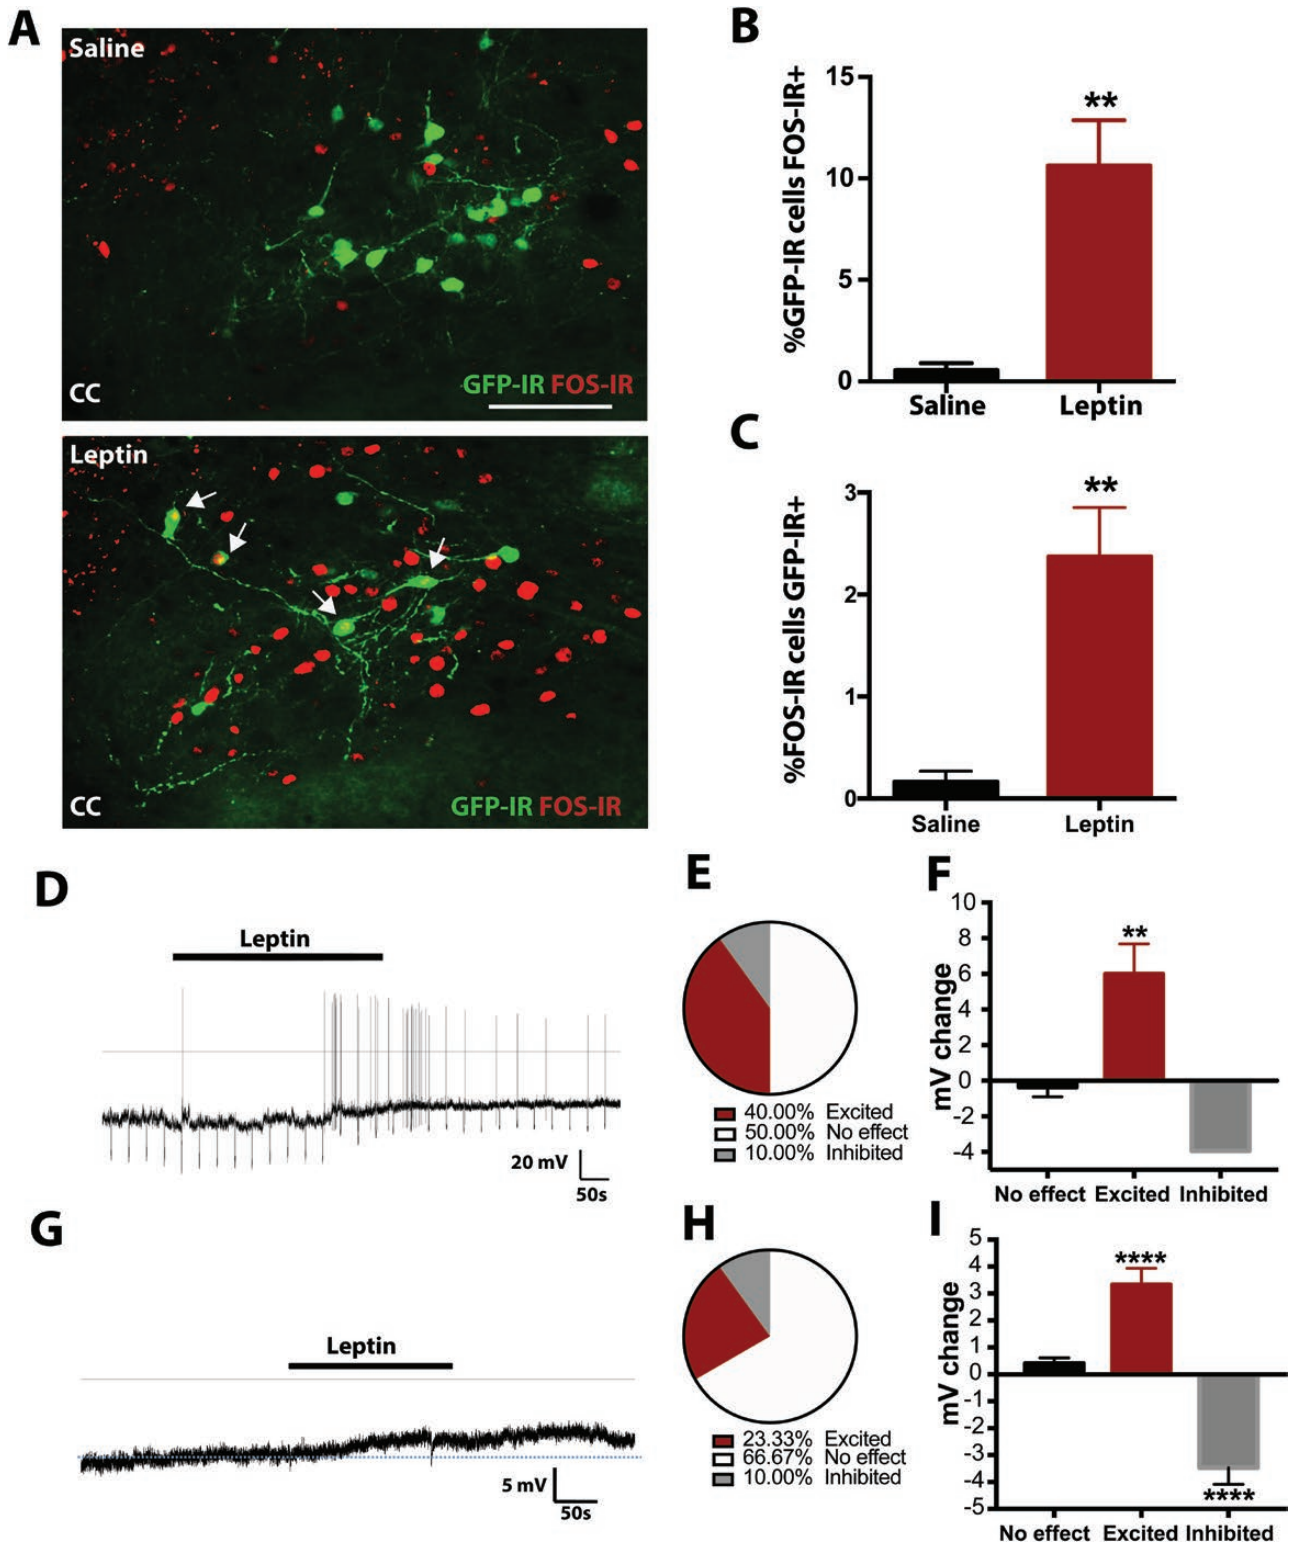 A
Saline
CC
GFP-IR FOS-IR
Leptin
CC
GFP-IR FOS-IR
B
%GFP-IR cells FOS-IR+
15
10
5
0
**
Saline
Leptin
C
%FOS-IR cells GFP-IR+
3
2
1
0
**
Saline
Leptin
D
Leptin
20 mV
50s
E
40.00% Excited
50.00% No effect
10.00% Inhibited
F
mV change
10
8
6
4
2
0
-2
-4
**
No effect Excited Inhibited
G
Leptin
5 mV
50s
H
23.33% Excited
66.67% No effect
10.00% Inhibited
I
mV change
5
4
3
2
1
0
-1
-2
-3
-4
-5
****
****
No effect Excited Inhibited